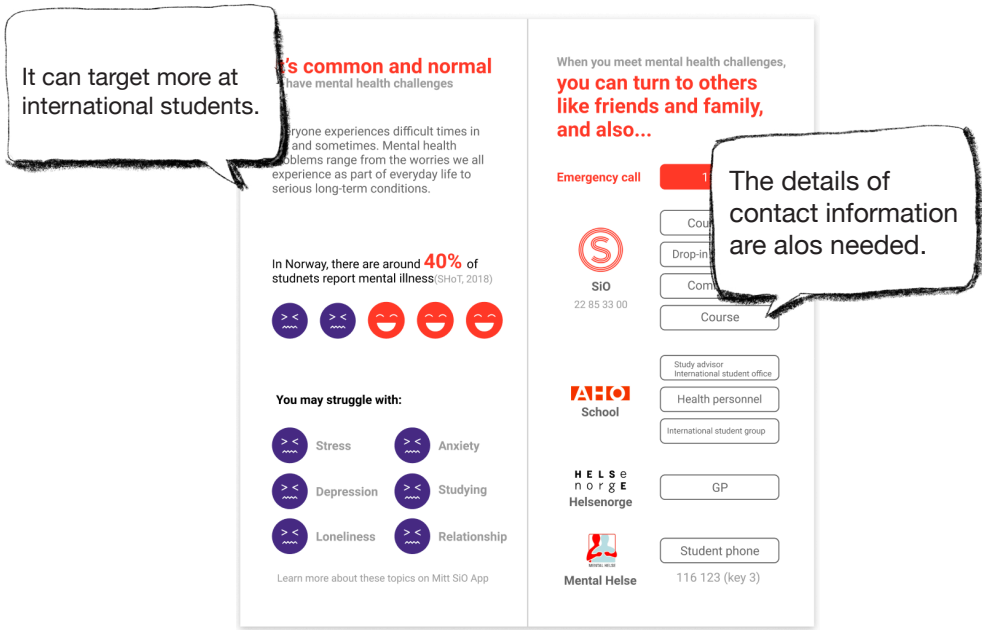 It can target more at
international students.
's common and normal
have mental health challenges
experiences difficult times in
and sometimes. Mental health
range from the worries we all
experience as part of everyday life to
serious long-term conditions.
In Norway, there are around 40% of
studnets report mental illness(SHoT, 2018)
You may struggle with:
Stress
Anxiety
Depression
Studying
Loneliness
Relationship
Learn more about these topics on Mitt SiO App
When you meet mental health challenges,
you can turn to others
like friends and family,
and also...
The details of
contact information
are alos needed.
Emergency call
S
SiO
22 85 33 00
Drop-in
Course
AHO
School
Study advisor
International student office
Health personnel
International student group
HELSe
norgE
Helsenorge
GP
MENTAL HELSE
Mental Helse
Student phone
116 123 (key 3)